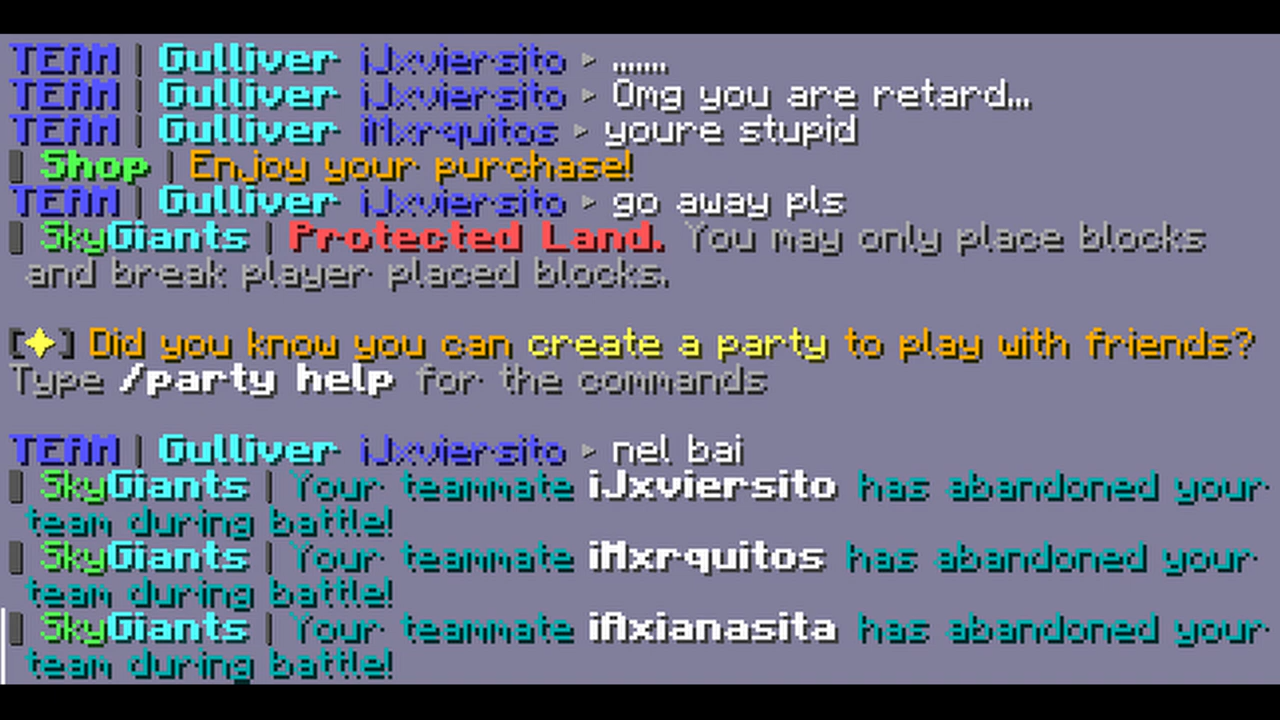 TEAM | Gulliver iJxviersito ▸ .......
TEAM | Gulliver iJxviersito ▸ Omg you are retard...
TEAM | Gulliver iMxrquitos ▸ youre stupid
Shop | Enjoy your purchase!
TEAM | Gulliver iJxviersito ▸ go away pls
SkyGiants | Protected Land. You may only place blocks
and break player placed blocks.
[✦] Did you know you can create a party to play with friends?
Type /party help for the commands
TEAM | Gulliver iJxviersito ▸ nel bai
SkyGiants | Your teammate iJxviersito has abandoned your
team during battle!
SkyGiants | Your teammate iMxrquitos has abandoned your
team during battle!
SkyGiants | Your teammate iAxianasita has abandoned your
team during battle!